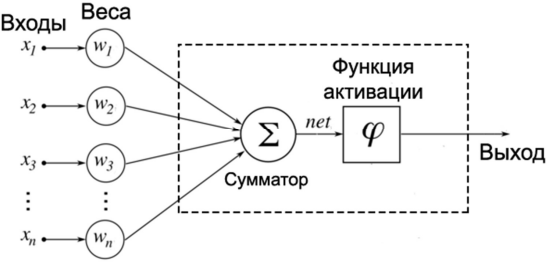 Входы Веса
x1 w1
x2 w2
x3 w3
⋮ ⋮
xn wn
Σ
Сумматор
net
Функция
активации
φ
Выход